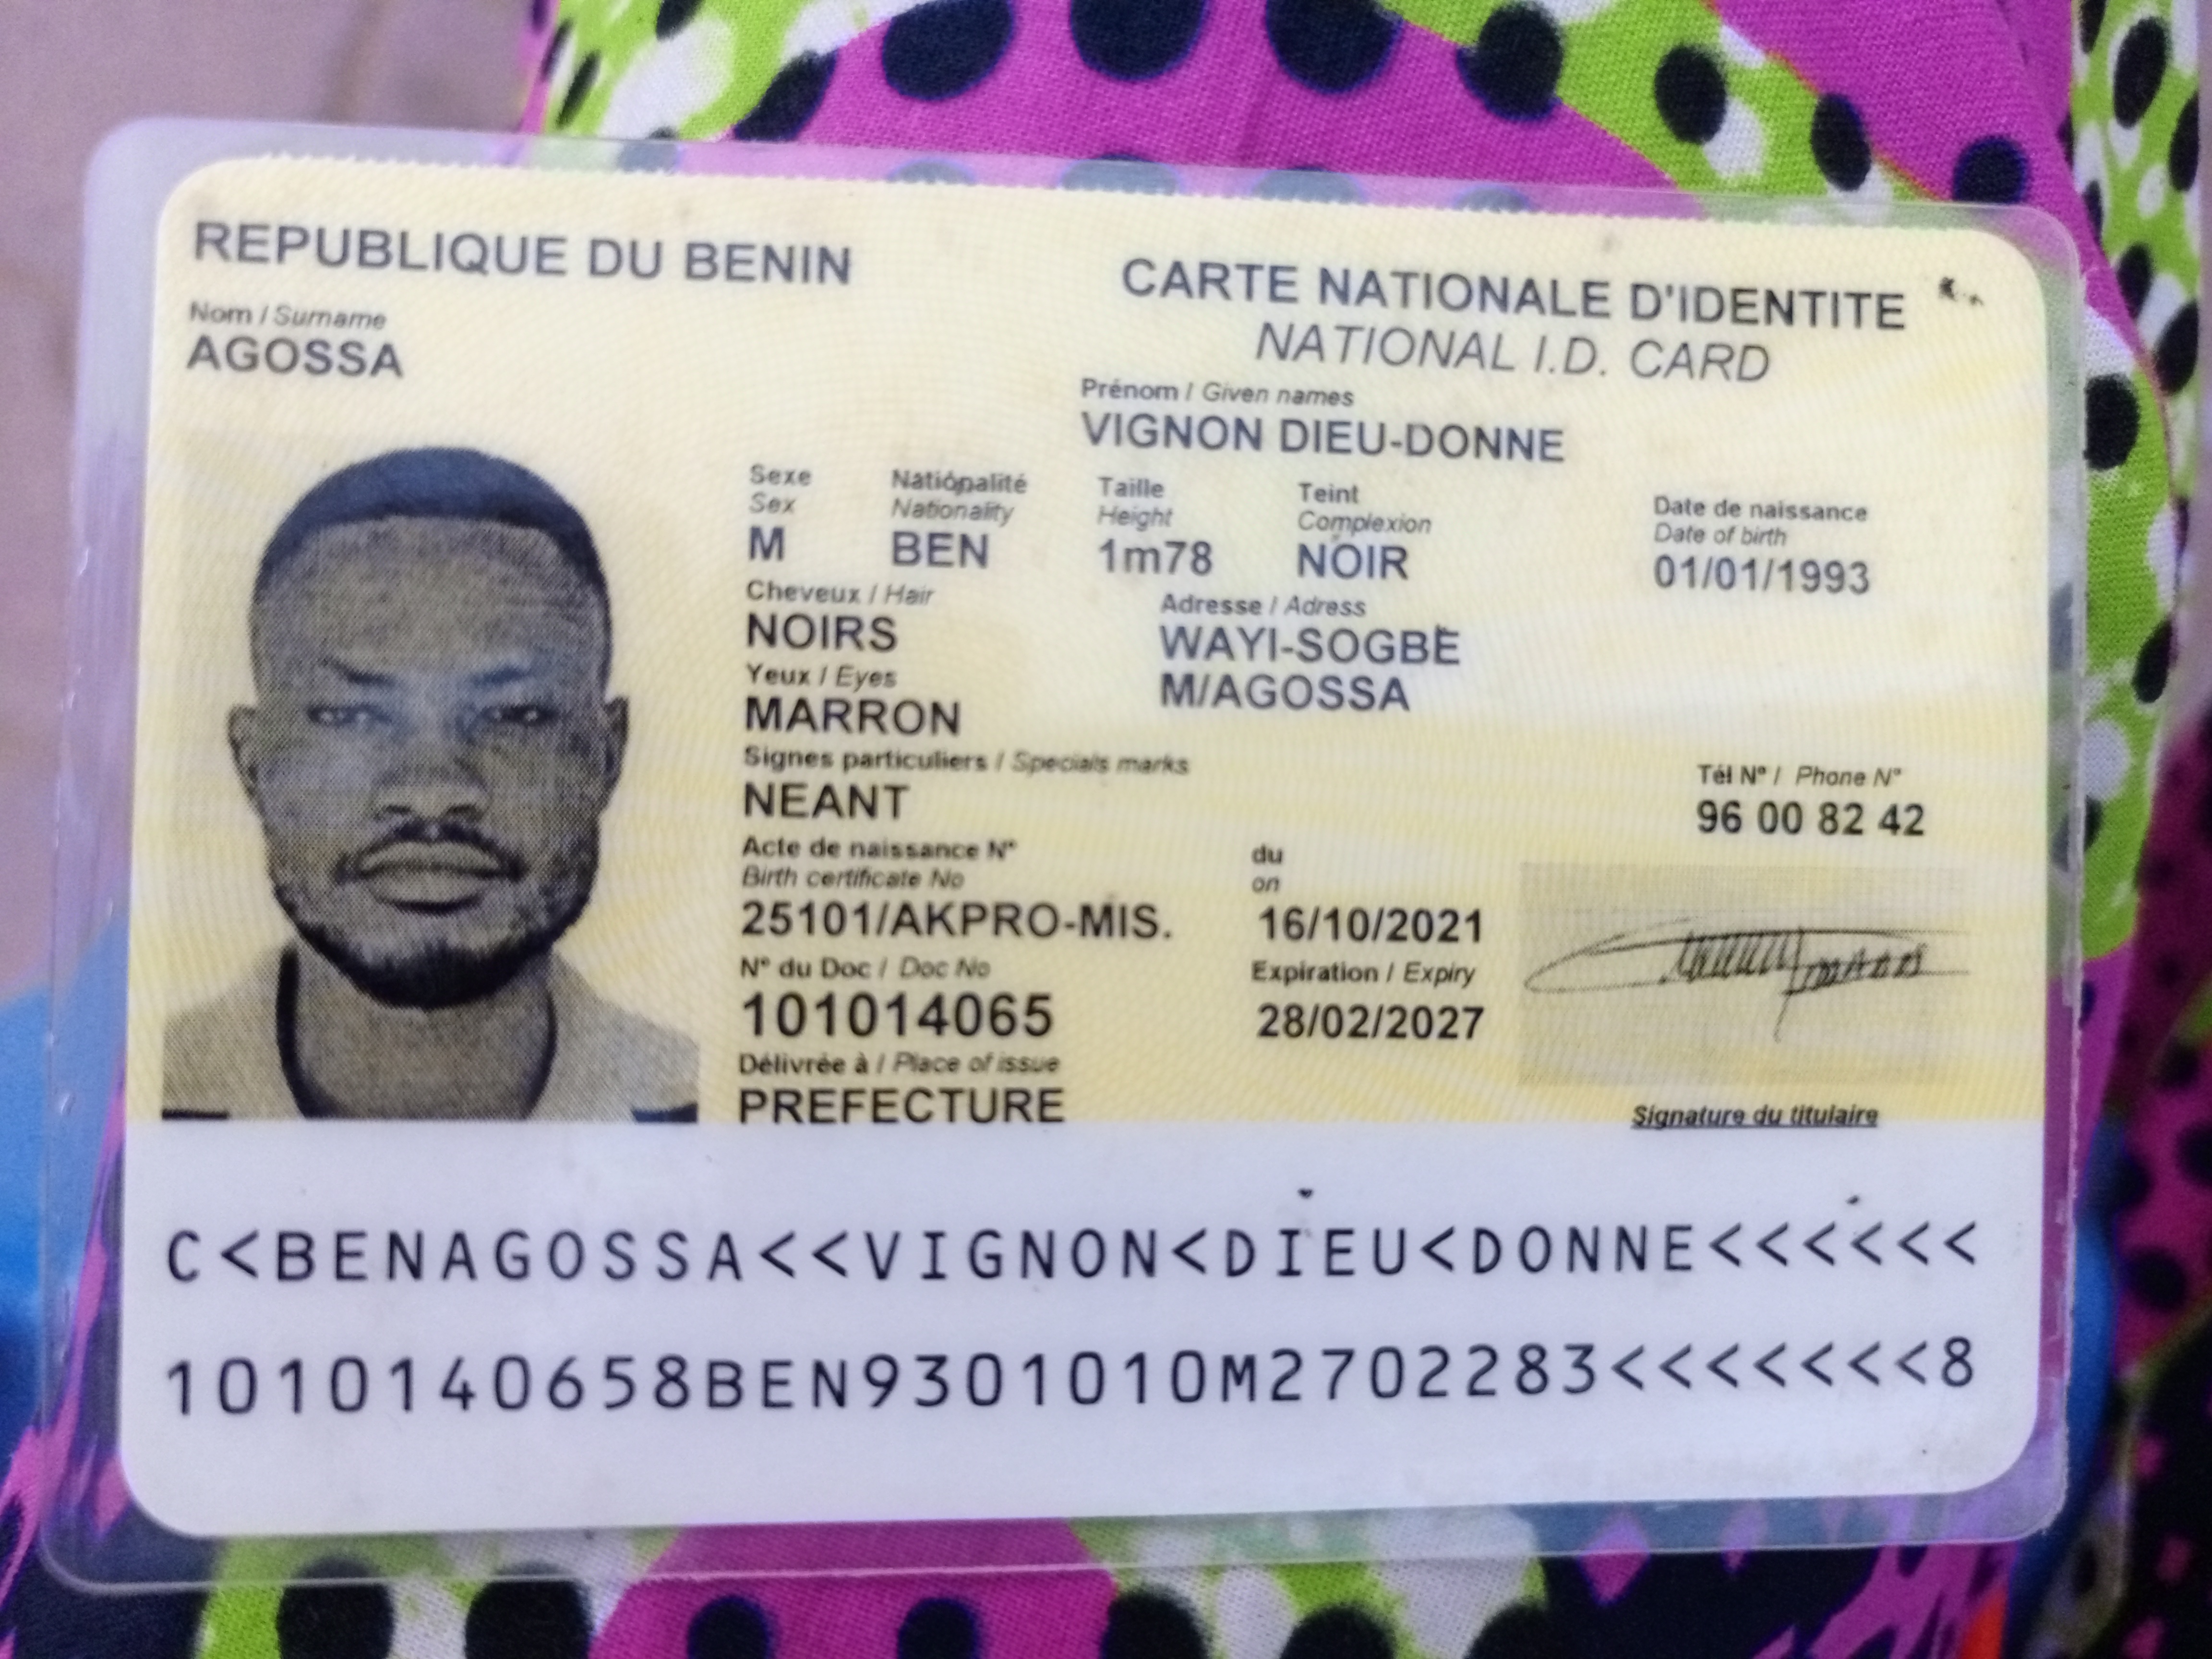 REPUBLIQUE DU BENIN
CARTE NATIONALE D'IDENTITE
NATIONAL I.D. CARD
Nom / Surname
AGOSSA
Prénom / Given names
VIGNON DIEU-DONNE
Sexe Nationalité Taille Teint Date de naissance
Sex Nationality Height Complexion Date of birth
M BEN 1m78 NOIR 01/01/1993
Cheveux / Hair Adresse / Adress
NOIRS WAYI-SOGBE
Yeux / Eyes M/AGOSSA
MARRON
Signes particuliers / Specials marks Tél N° / Phone N°
NEANT 96 00 82 42
Acte de naissance N° du
Birth certificate No on
25101/AKPRO-MIS. 16/10/2021
N° du Doc / Doc No Expiration / Expiry
101014065 28/02/2027
Délivrée à / Place of issue
PREFECTURE Signature du titulaire
C<BENAGOSSA<<VIGNON<DIEU<DONNE<<<<<<
1010140658BEN9301010M2702283<<<<<<<8